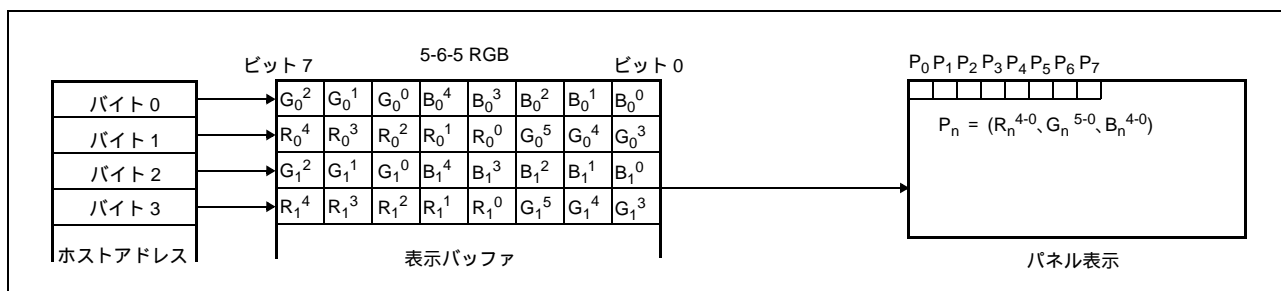 5-6-5 RGB
ビット 7 ビット 0
バイト 0 G₀² G₀¹ G₀⁰ B₀⁴ B₀³ B₀² B₀¹ B₀⁰
バイト 1 R₀⁴ R₀³ R₀² R₀¹ R₀⁰ G₀⁵ G₀⁴ G₀³
バイト 2 G₁² G₁¹ G₁⁰ B₁⁴ B₁³ B₁² B₁¹ B₁⁰
バイト 3 R₁⁴ R₁³ R₁² R₁¹ R₁⁰ G₁⁵ G₁⁴ G₁³
ホストアドレス
表示バッファ
P₀ P₁ P₂ P₃ P₄ P₅ P₆ P₇
Pₙ = (Rₙ⁴⁻⁰、Gₙ⁵⁻⁰、Bₙ⁴⁻⁰)
パネル表示